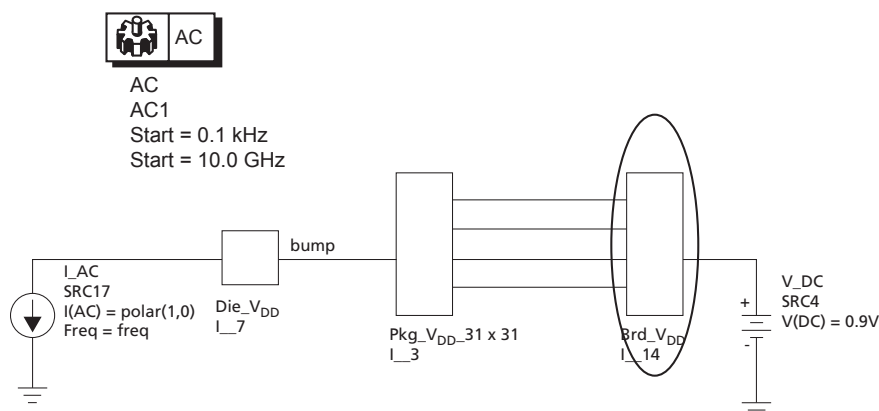 AC
AC
AC1
Start = 0.1 kHz
Start = 10.0 GHz
bump
I_AC
SRC17
I(AC) = polar(1,0)
Freq = freq
Die_VDD
I__7
Pkg_VDD_31 x 31
I__3
Brd_VDD
I__14
V_DC
SRC4
V(DC) = 0.9V
+
-